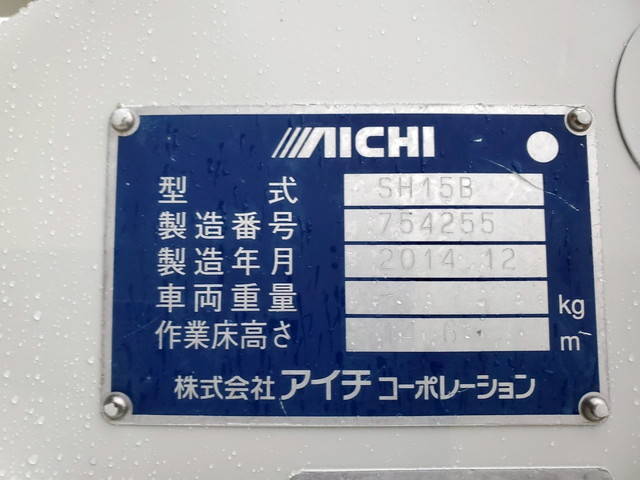 AICHI
型式 SH15B
製造番号 754255
製造年月 2014.12
車両重量 kg
作業床高さ m
株式会社アイチコーポレーション